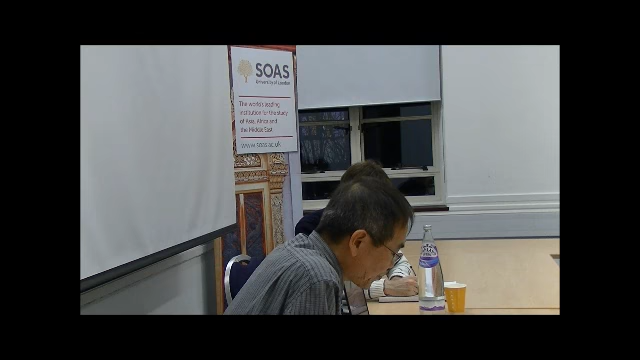 SOAS
University of London
The world's leading
institution for the study
of Asia, Africa and
the Middle East
www.soas.ac.uk